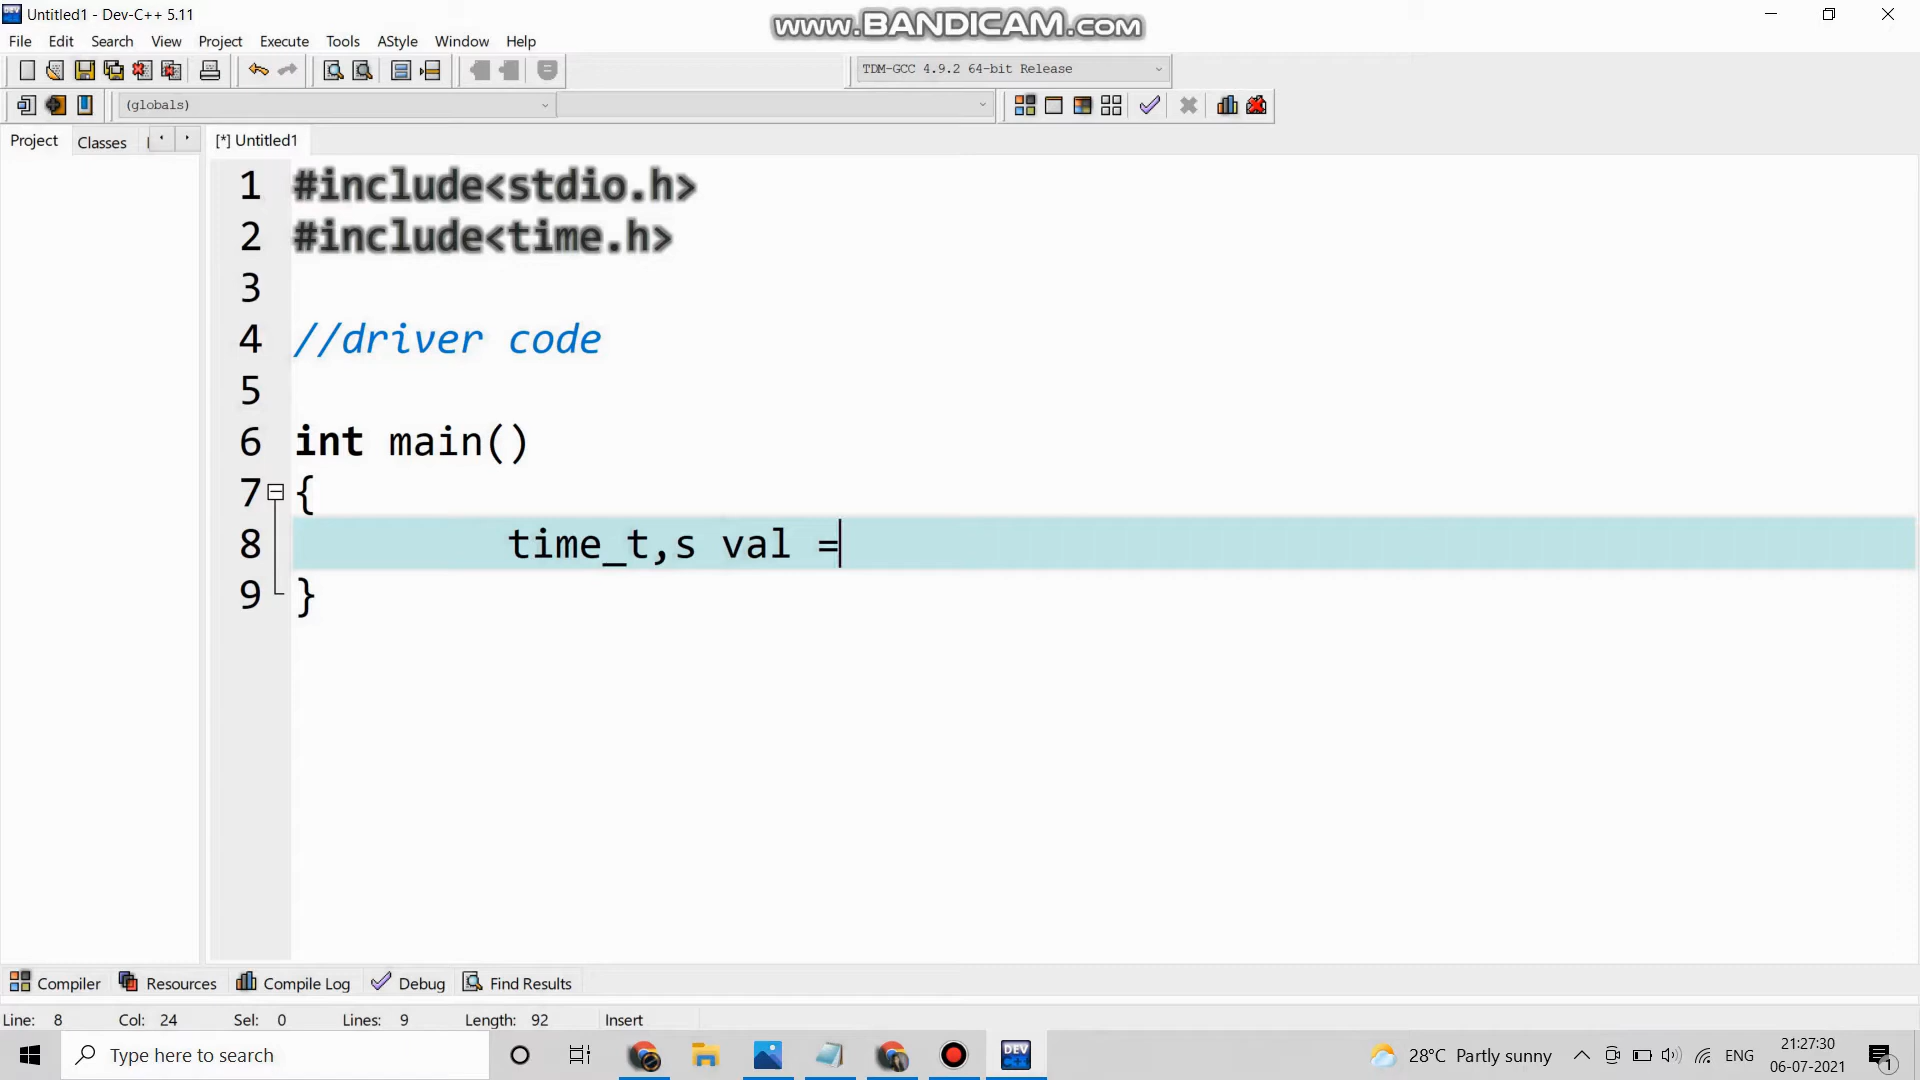 Untitled1 - Dev-C++ 5.11
www.BANDICAM.com
File Edit Search View Project Execute Tools AStyle Window Help
TDM-GCC 4.9.2 64-bit Release
(globals)
Project Classes [*] Untitled1
1 #include<stdio.h>
2 #include<time.h>
3
4 //driver code
5
6 int main()
7 {
8 time_t,s val =
9 }
Compiler Resources Compile Log Debug Find Results
Line: 8 Col: 24 Sel: 0 Lines: 9 Length: 92 Insert
Type here to search
DEV C++
28°C Partly sunny
ENG
21:27:30
06-07-2021
1